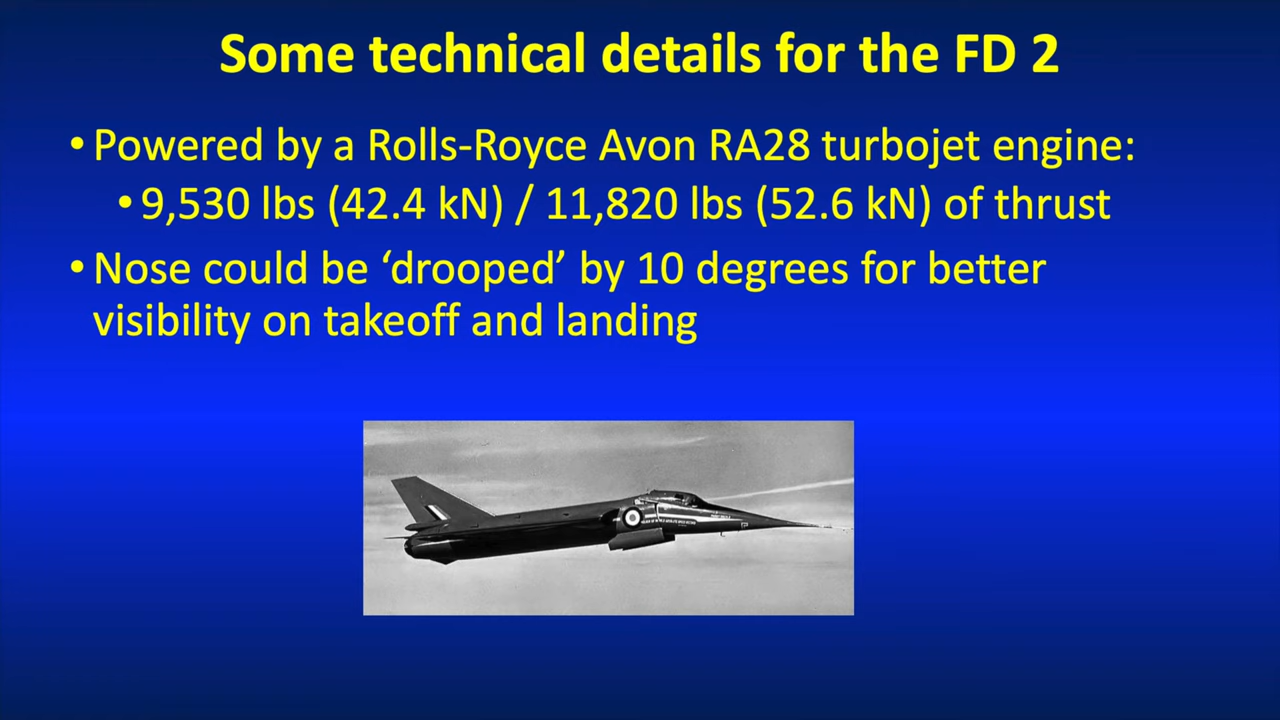 Some technical details for the FD 2
• Powered by a Rolls-Royce Avon RA28 turbojet engine:
• 9,530 lbs (42.4 kN) / 11,820 lbs (52.6 kN) of thrust
• Nose could be ‘drooped’ by 10 degrees for better
visibility on takeoff and landing